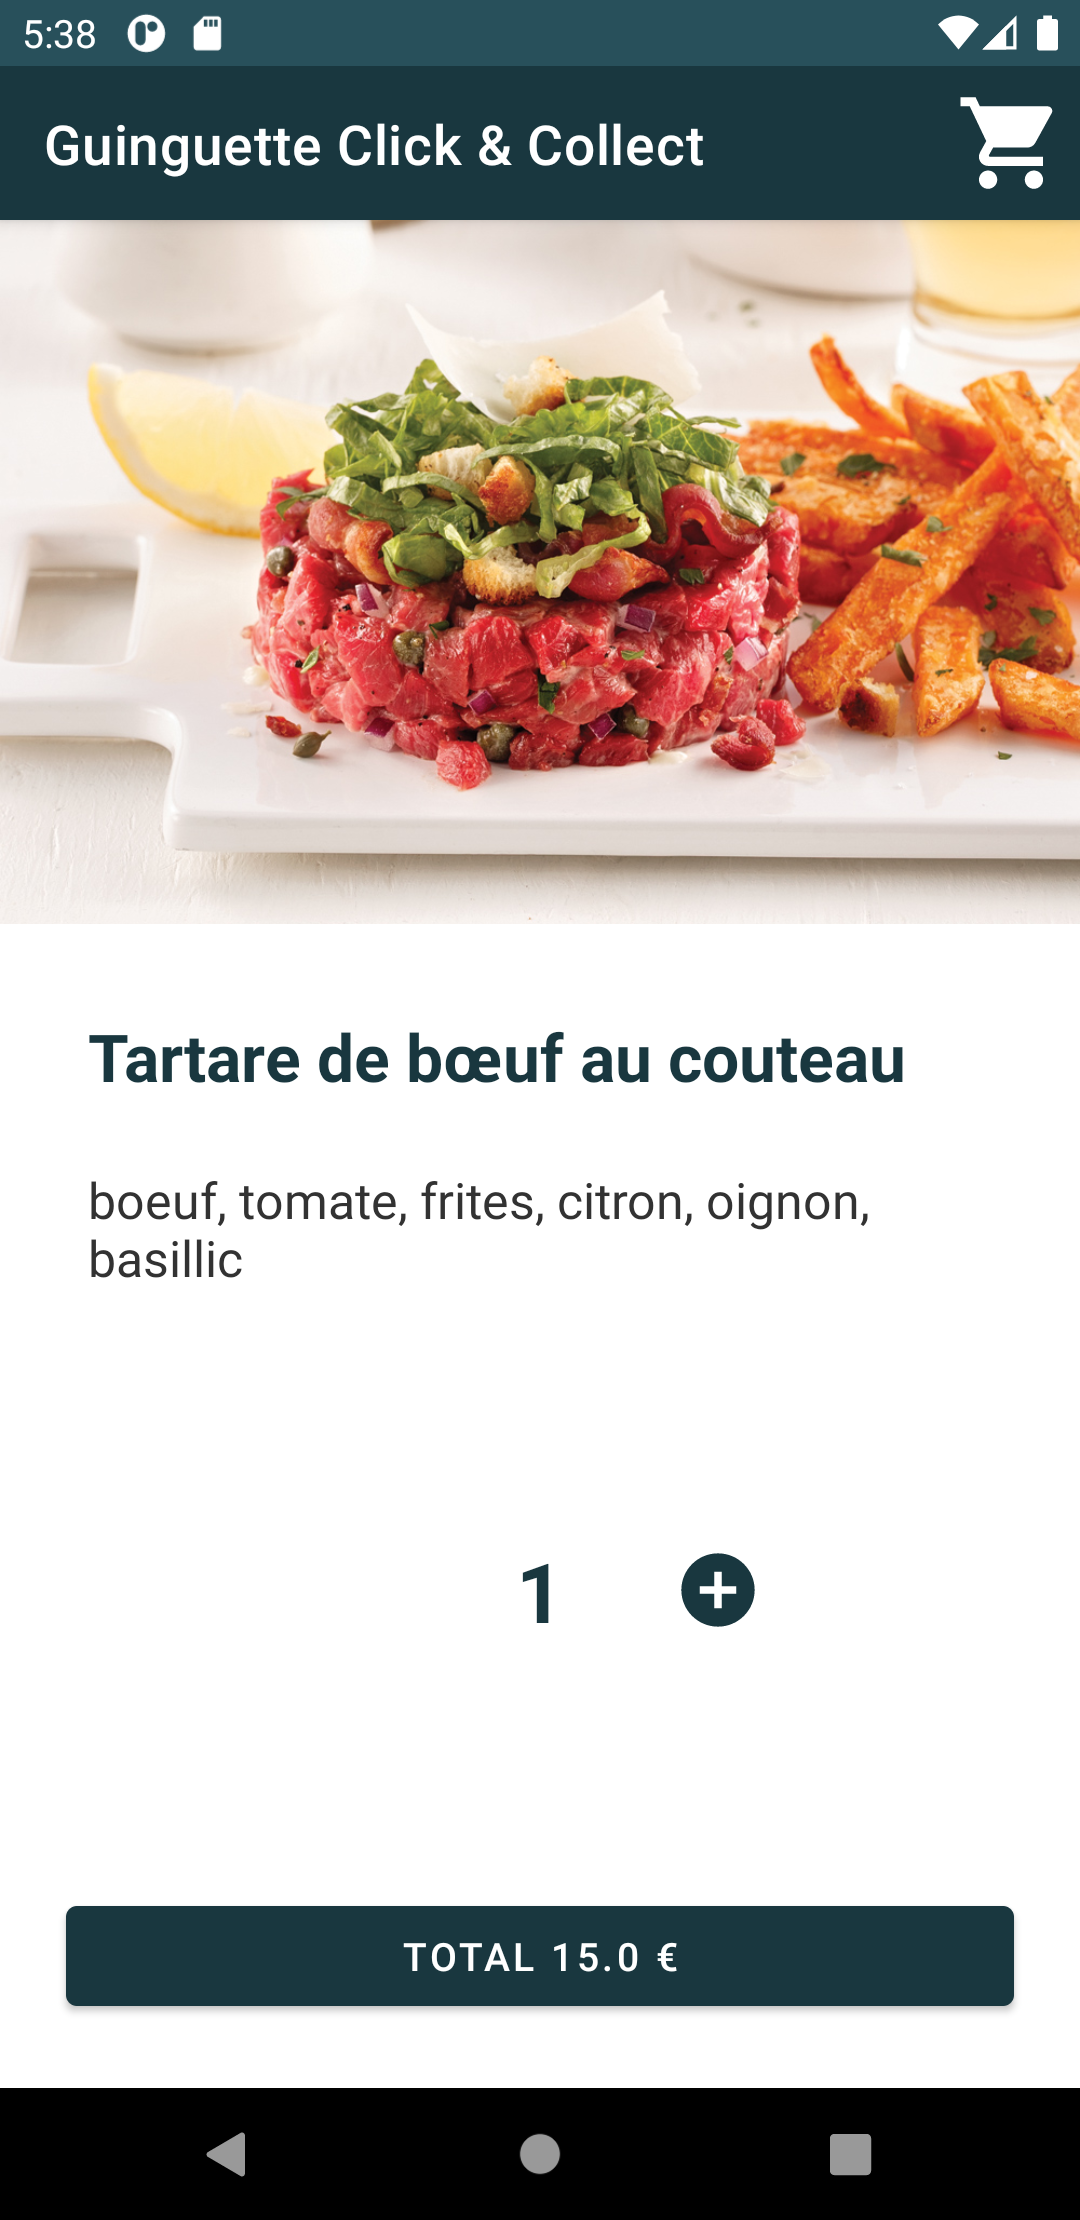 5:38
Guinguette Click & Collect
Tartare de bœuf au couteau
boeuf, tomate, frites, citron, oignon,
basillic
1
TOTAL 15.0 €